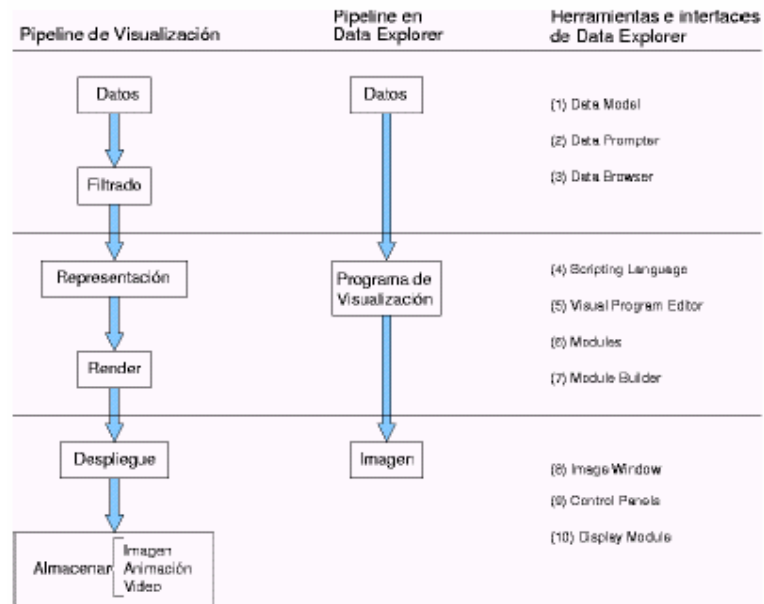 Pipeline de Visualización
Pipeline en
Data Explorer
Herramientas e interfaces
de Data Explorer
Datos
Filtrado
Datos
(1) Data Model
(2) Data Prompter
(3) Data Browser
Representación
Render
Programa de
Visualización
(4) Scripting Language
(5) Visual Program Editor
(6) Modules
(7) Module Builder
Despliegue
Almacenar
Imagen
Animación
Video
Imagen
(8) Image Window
(9) Control Panels
(10) Display Module